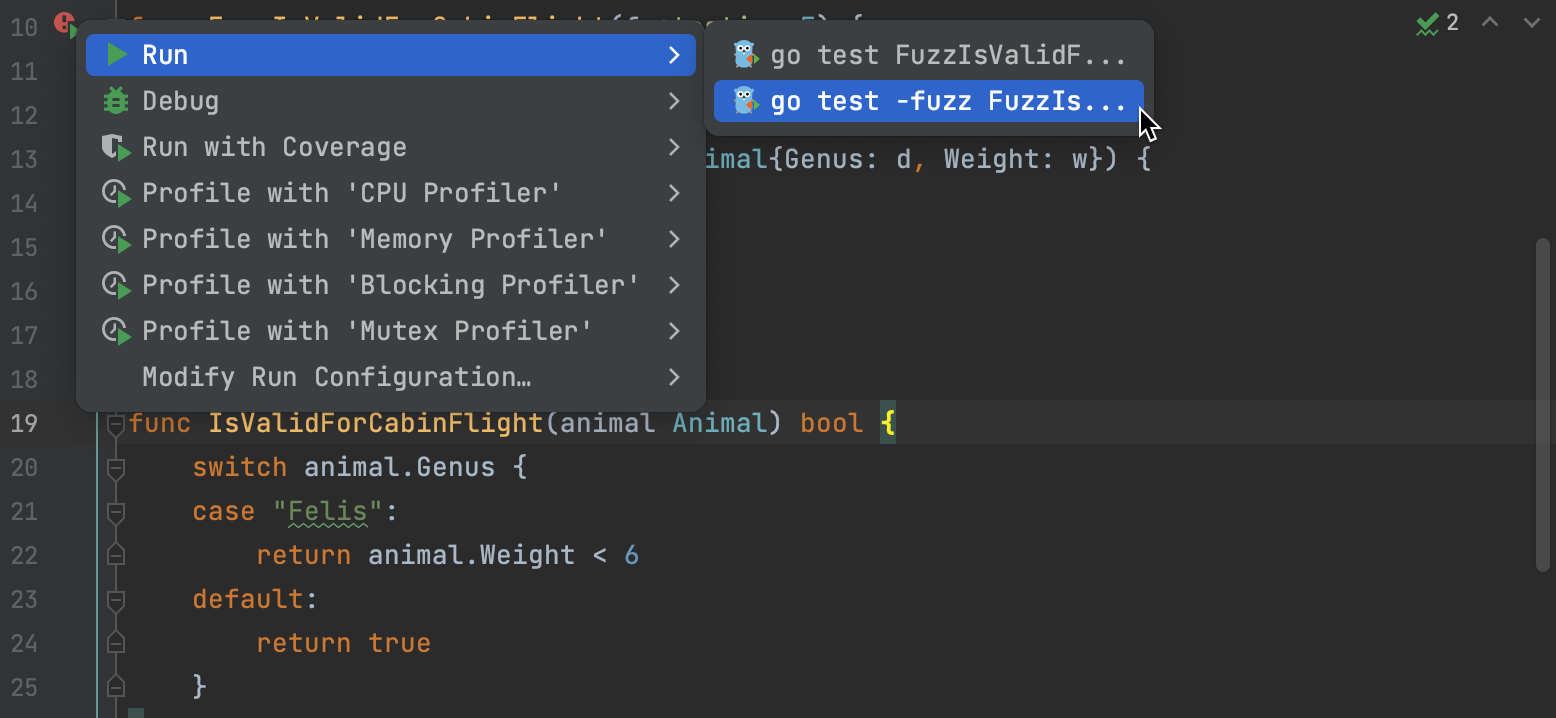 10
Run
go test FuzzIsValidF...
2
11
Debug
go test -fuzz FuzzIs...
12
Run with Coverage
13 imal{Genus: d, Weight: w}) {
Profile with 'CPU Profiler'
14
Profile with 'Memory Profiler'
15
Profile with 'Blocking Profiler'
16
Profile with 'Mutex Profiler'
17
Modify Run Configuration…
18
19 func IsValidForCabinFlight(animal Animal) bool {
20 switch animal.Genus {
21 case "Felis":
22 return animal.Weight < 6
23 default:
24 return true
25 }